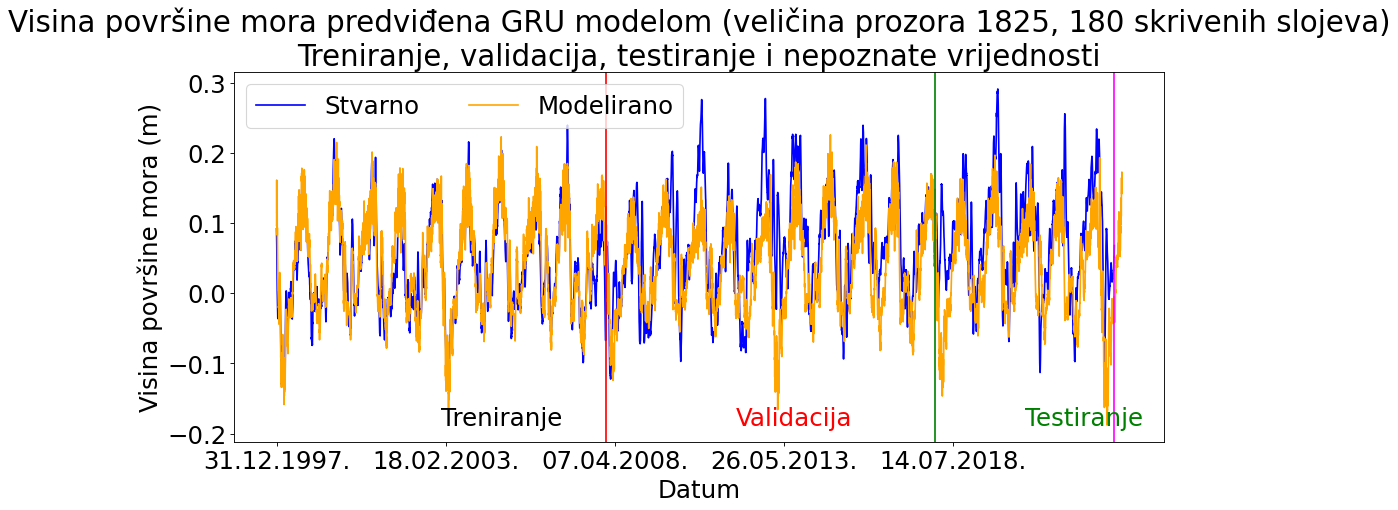 Visina površine mora predviđena GRU modelom (veličina prozora 1825, 180 skrivenih slojeva)
Treniranje, validacija, testiranje i nepoznate vrijednosti
Stvarno Modelirano
Visina površine mora (m)
0.3
0.2
0.1
0.0
−0.1
−0.2
Treniranje Validacija Testiranje
31.12.1997. 18.02.2003. 07.04.2008. 26.05.2013. 14.07.2018.
Datum